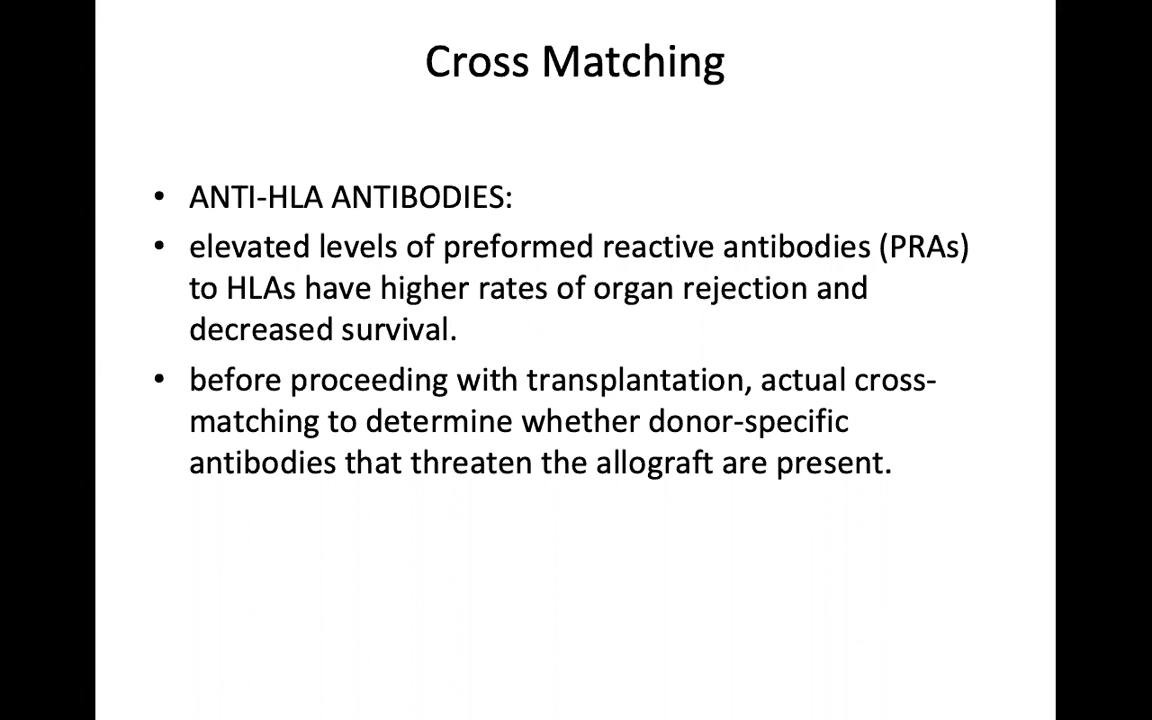 Cross Matching
• ANTI-HLA ANTIBODIES:
• elevated levels of preformed reactive antibodies (PRAs)
to HLAs have higher rates of organ rejection and
decreased survival.
• before proceeding with transplantation, actual cross-
matching to determine whether donor-specific
antibodies that threaten the allograft are present.